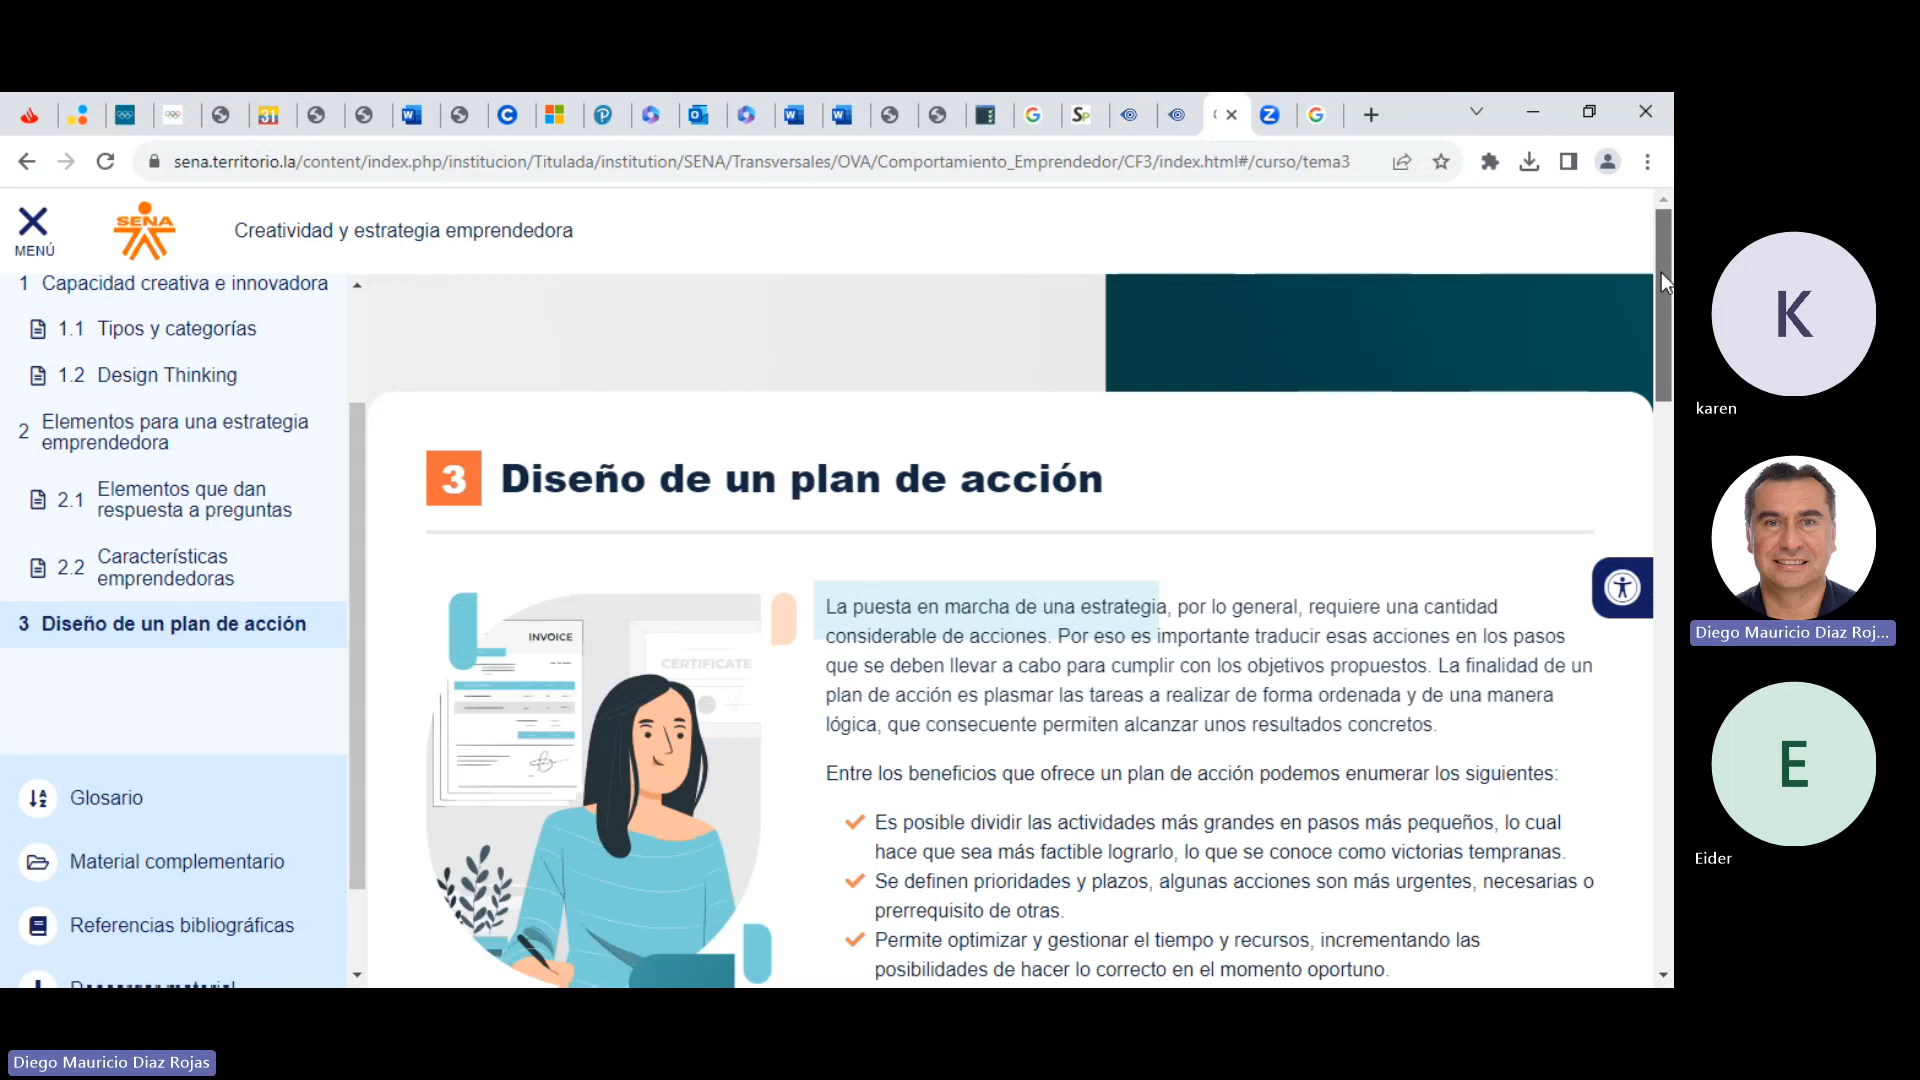 sena.territorio.la/content/index.php/institucion/Titulada/institution/SENA/Transversales/OVA/Comportamiento_Emprendedor/CF3/index.html#/curso/tema3
MENÚ
SENA
Creatividad y estrategia emprendedora
1 Capacidad creativa e innovadora
1.1 Tipos y categorías
1.2 Design Thinking
2 Elementos para una estrategia
emprendedora
2.1 Elementos que dan
respuesta a preguntas
2.2 Características
emprendedoras
3 Diseño de un plan de acción
Glosario
Material complementario
Referencias bibliográficas
3 Diseño de un plan de acción
INVOICE
CERTIFICATE
La puesta en marcha de una estrategia, por lo general, requiere una cantidad
considerable de acciones. Por eso es importante traducir esas acciones en los pasos
que se deben llevar a cabo para cumplir con los objetivos propuestos. La finalidad de un
plan de acción es plasmar las tareas a realizar de forma ordenada y de una manera
lógica, que consecuente permiten alcanzar unos resultados concretos.
Entre los beneficios que ofrece un plan de acción podemos enumerar los siguientes:
Es posible dividir las actividades más grandes en pasos más pequeños, lo cual
hace que sea más factible lograrlo, lo que se conoce como victorias tempranas.
Se definen prioridades y plazos, algunas acciones son más urgentes, necesarias o
prerrequisito de otras.
Permite optimizar y gestionar el tiempo y recursos, incrementando las
posibilidades de hacer lo correcto en el momento oportuno.
K
karen
Diego Mauricio Diaz Roj...
E
Eider
Diego Mauricio Diaz Rojas